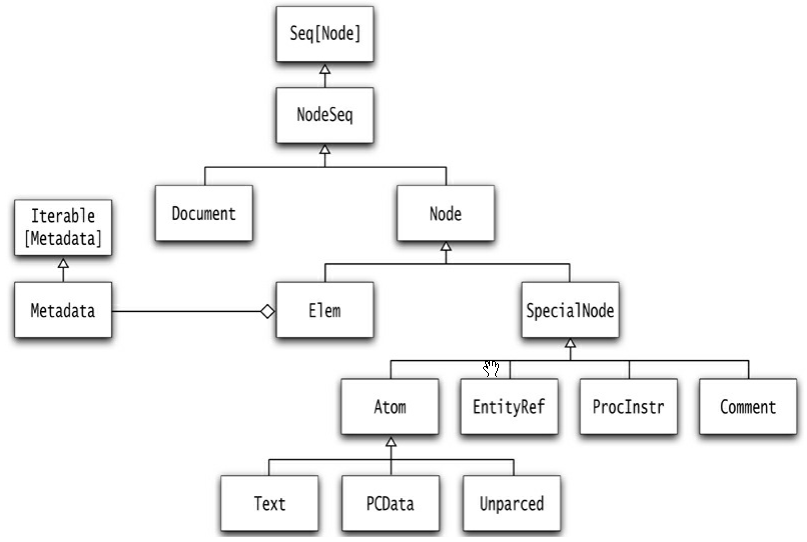 Seq[Node]
NodeSeq
Document
Node
Iterable
[Metadata]
Metadata
Elem
SpecialNode
Atom
EntityRef
ProcInstr
Comment
Text
PCData
Unparced